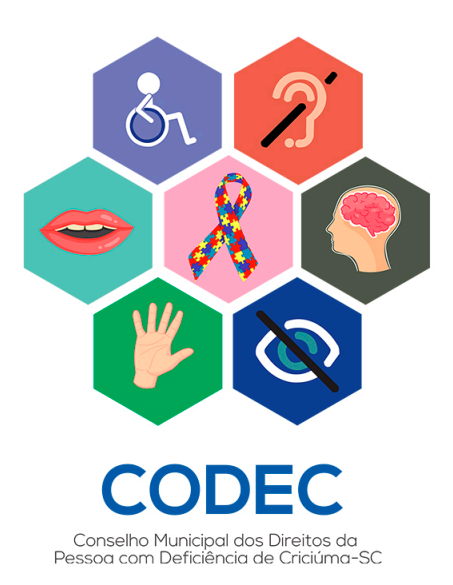 CODEC
Conselho Municipal dos Direitos da
Pessoa com Deficiência de Criciúma-SC